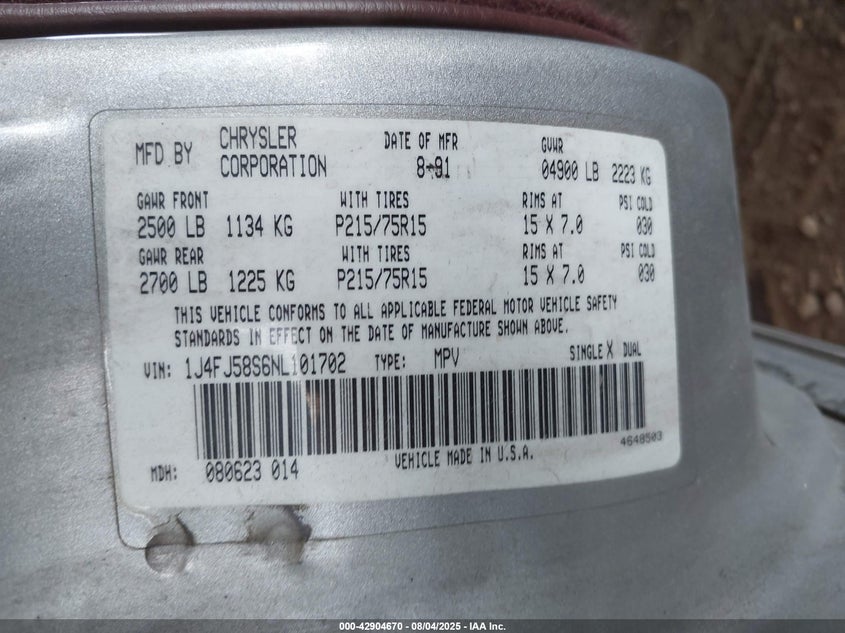 MFD BY CHRYSLER CORPORATION DATE OF MFR 8-91 GVWR 04900 LB 2223 KG
GAWR FRONT WITH TIRES RIMS AT PSI COLD
2500 LB 1134 KG P215/75R15 15 X 7.0 030
GAWR REAR WITH TIRES RIMS AT PSI COLD
2700 LB 1225 KG P215/75R15 15 X 7.0 030
THIS VEHICLE CONFORMS TO ALL APPLICABLE FEDERAL MOTOR VEHICLE SAFETY
STANDARDS IN EFFECT ON THE DATE OF MANUFACTURE SHOWN ABOVE.
VIN: 1J4FJ58S6NL101702 TYPE: MPV SINGLE X DUAL
4648503
MDH: 080623 014 VEHICLE MADE IN U.S.A.
000-42904670 - 08/04/2025 - IAA Inc.